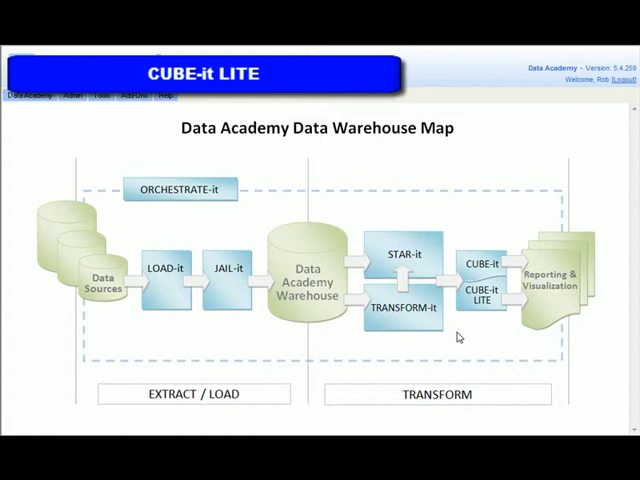 CUBE-it LITE
Data Academy – Version: 5.4.259
Welcome, Rob [Logout]
Data Academy Admin Tools Add-Ons Help
Data Academy Data Warehouse Map
ORCHESTRATE-it
Data
Sources
LOAD-it
JAIL-it
Data
Academy
Warehouse
STAR-it
TRANSFORM-it
CUBE-it
CUBE-it
LITE
Reporting &
Visualization
EXTRACT / LOAD
TRANSFORM